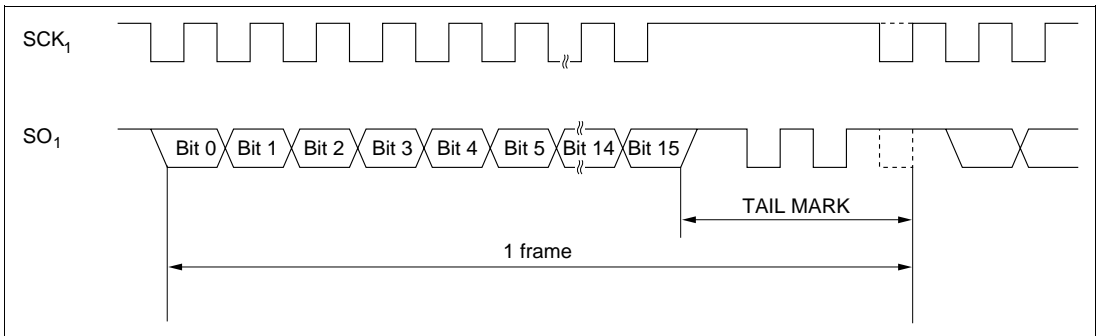 SCK1
SO1
Bit 0 Bit 1 Bit 2 Bit 3 Bit 4 Bit 5 Bit 14 Bit 15
TAIL MARK
1 frame